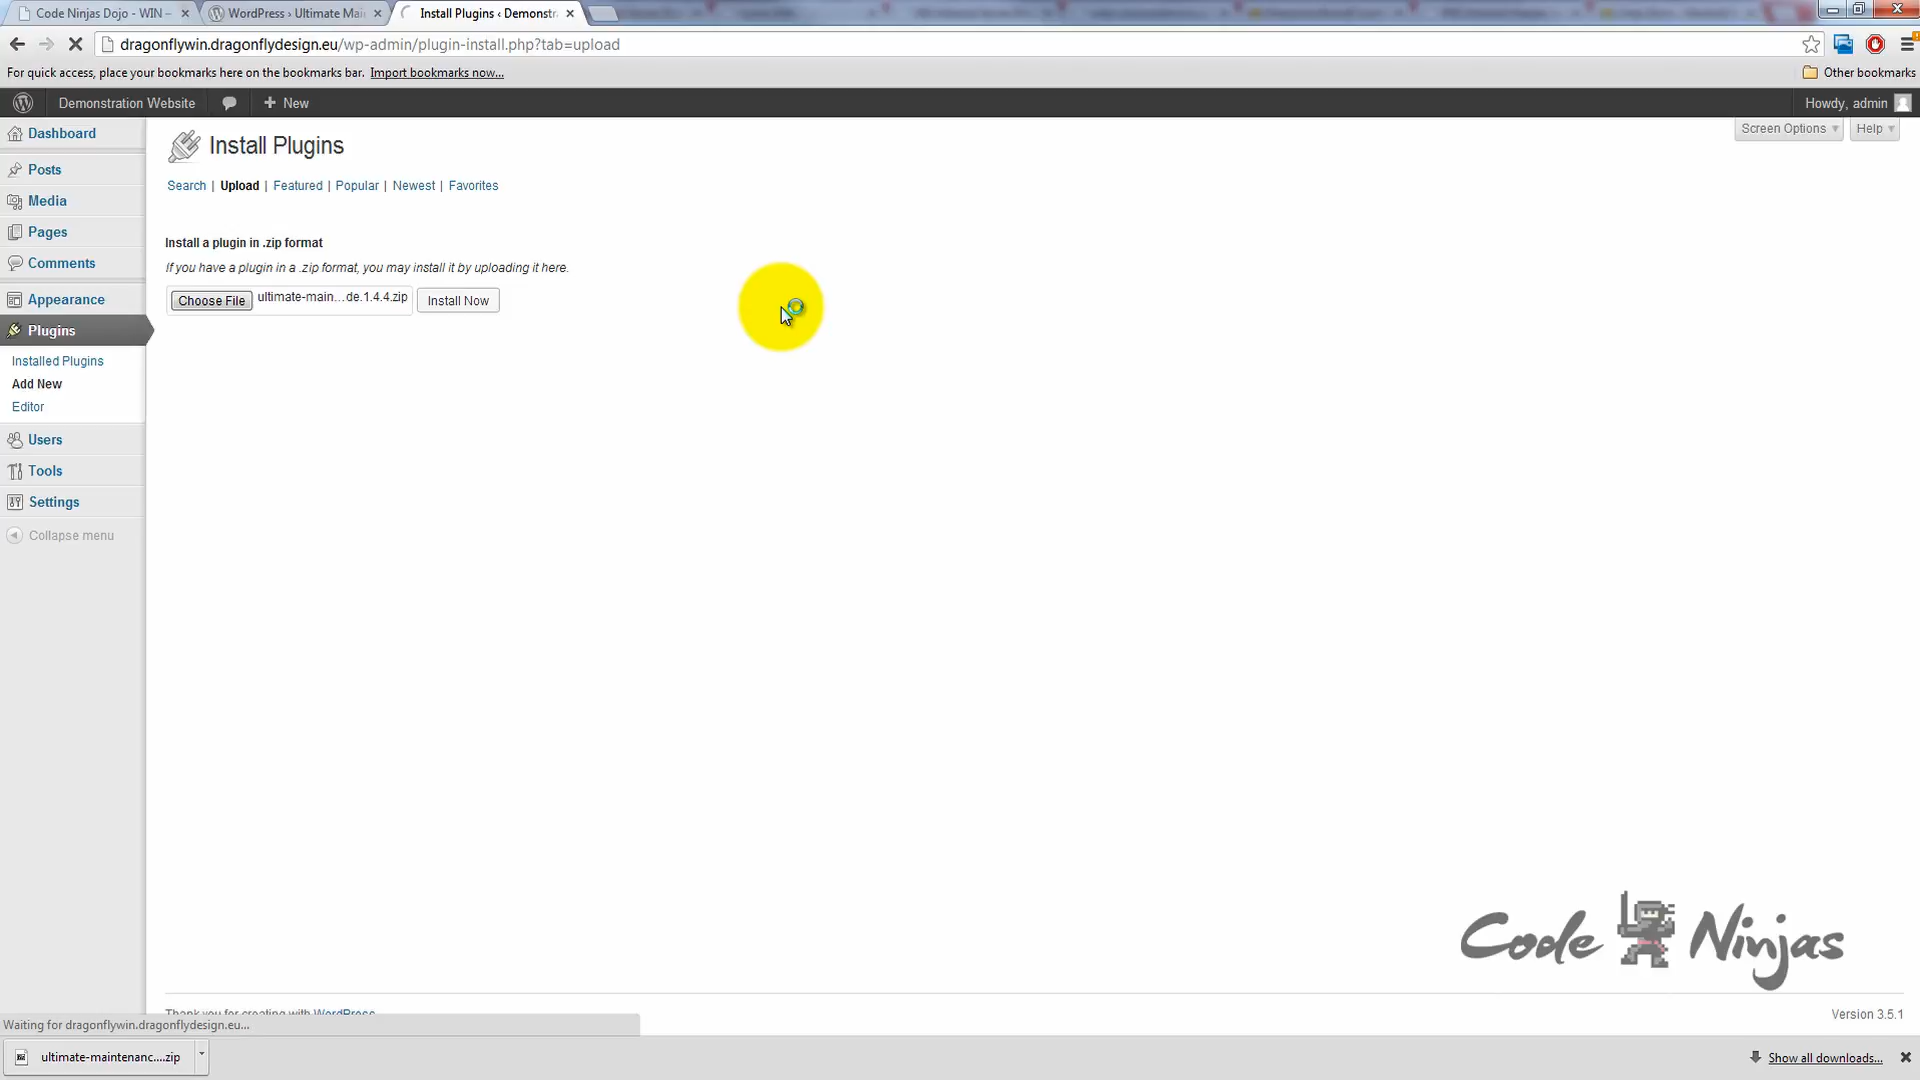 Code Ninjas Dojo - WIN –
WordPress › Ultimate Mai
Install Plugins ‹ Demonstr
dragonflywin.dragonflydesign.eu/wp-admin/plugin-install.php?tab=upload
For quick access, place your bookmarks here on the bookmarks bar. Import bookmarks now...
Other bookmarks
Demonstration Website
+ New
Howdy, admin
Screen Options
Help
Dashboard
Posts
Media
Pages
Comments
Appearance
Plugins
Installed Plugins
Add New
Editor
Users
Tools
Settings
Collapse menu
Install Plugins
Search | Upload | Featured | Popular | Newest | Favorites
Install a plugin in .zip format
If you have a plugin in a .zip format, you may install it by uploading it here.
Choose File ultimate-main...de.1.4.4.zip Install Now
Code Ninjas
Thank you for creating with WordPress
Version 3.5.1
Waiting for dragonflywin.dragonflydesign.eu...
ultimate-maintenanc....zip
Show all downloads...